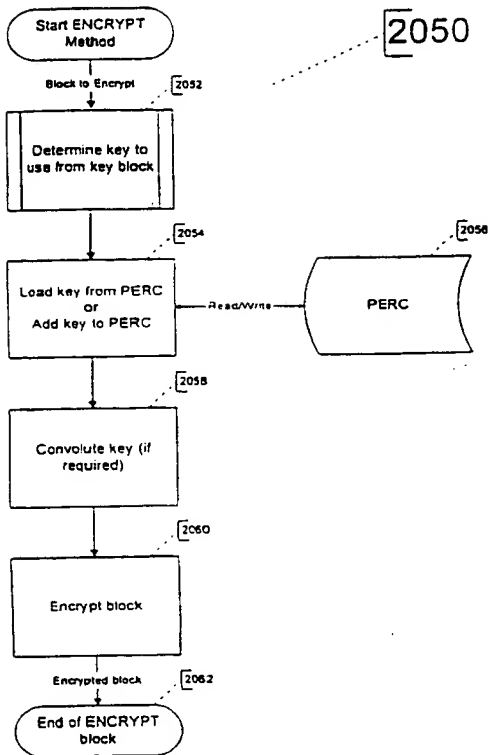 Start ENCRYPT
Method
2050
Block to Encrypt
2052
Determine key to
use from key block
2054
2056
Load key from PERC
or
Add key to PERC
Read/Write
PERC
2058
Convolute key (if
required)
2060
Encrypt block
Encrypted block
2062
End of ENCRYPT
block